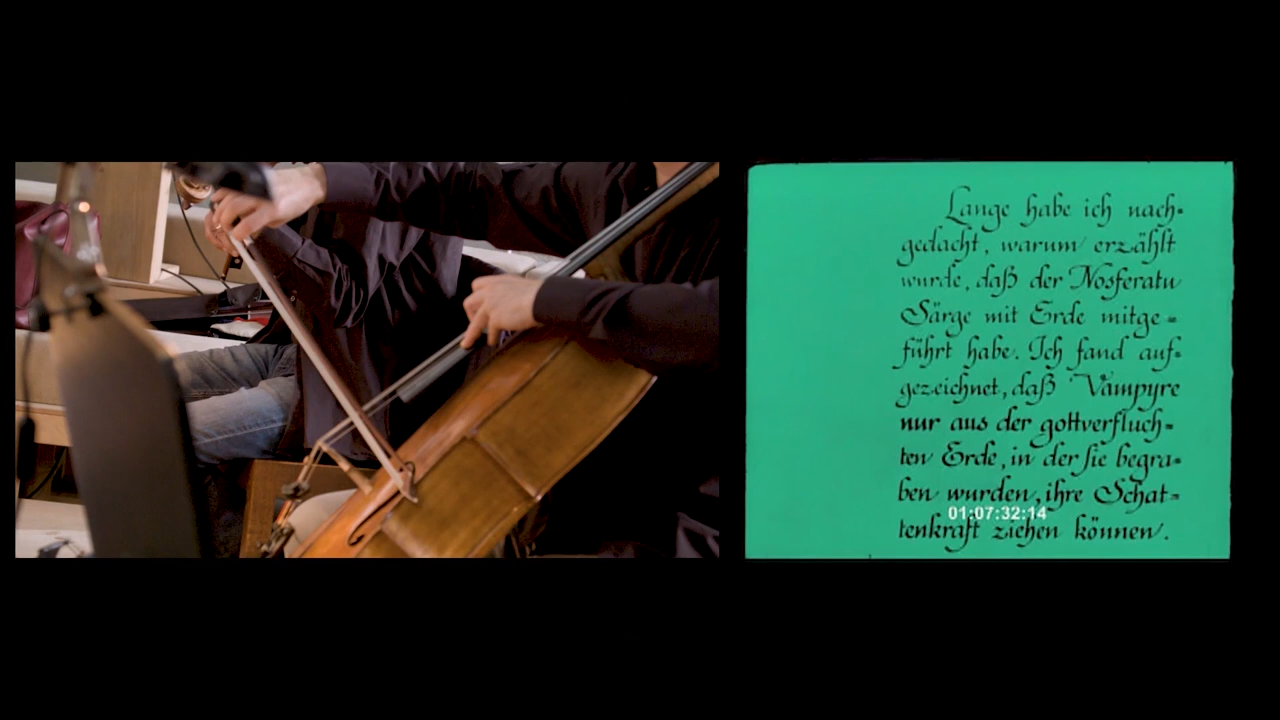 Lange habe ich nach=
gedacht, warum erzählt
wurde, daß der Nosferatu
Särge mit Erde mitge=
führt habe. Ich fand auf=
gezeichnet, daß Vampyre
nur aus der gottverfluch=
ten Erde, in der sie begra=
ben wurden, ihre Schat=
01:07:32:14
tenkraft ziehen können.